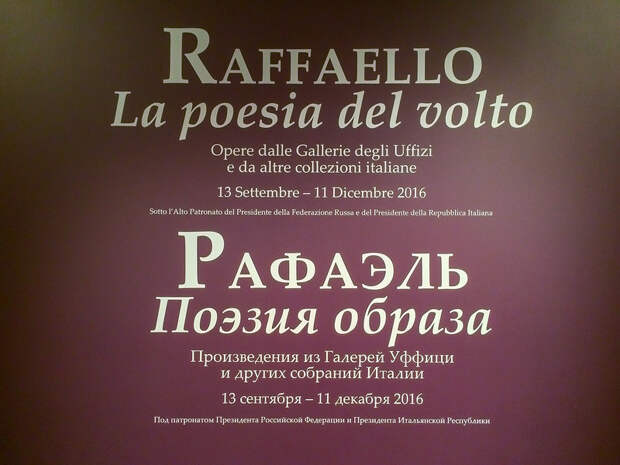 RAFFAELLO
La poesia del volto
Opere dalle Gallerie degli Uffizi
e da altre collezioni italiane
13 Settembre – 11 Dicembre 2016
Sotto l'Alto Patronato del Presidente della Federazione Russa e del Presidente della Repubblica Italiana
РАФАЭЛЬ
Поэзия образа
Произведения из Галерей Уффици
и других собраний Италии
13 сентября – 11 декабря 2016
Под патронатом Президента Российской Федерации и Президента Итальянской Республики